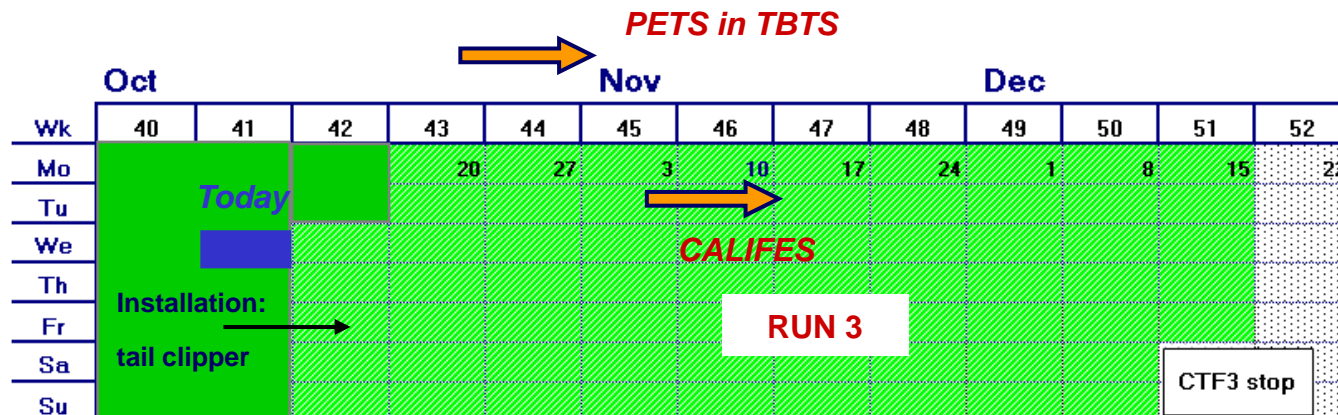 PETS in TBTS
Oct Nov Dec
Wk 40 41 42 43 44 45 46 47 48 49 50 51 52
Mo 20 27 3 10 17 24 1 8 15 22
Tu Today
We CALIFES
Th
Installation:
Fr RUN 3
Sa tail clipper
CTF3 stop
Su